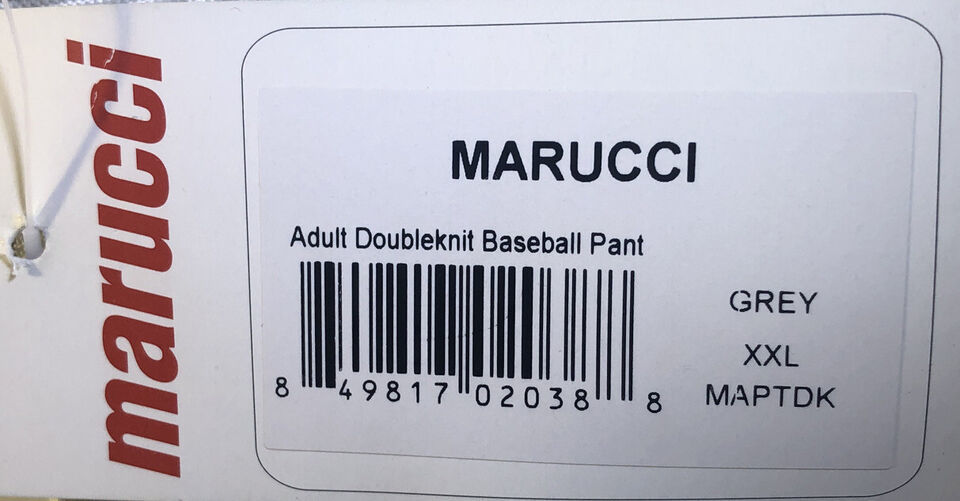 marucci
MARUCCI
Adult Doubleknit Baseball Pant
8 49817 02038 8
GREY
XXL
MAPTDK